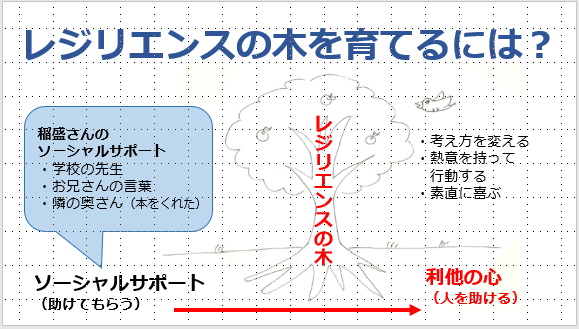 レジリエンスの木を育てるには？
稲盛さんの
ソーシャルサポート
・学校の先生
・お兄さんの言葉
・隣の奥さん（本をくれた）
レジリエンスの木
・考え方を変える
・熱意を持って
行動する
・素直に喜ぶ
ソーシャルサポート
（助けてもらう）
利他の心
（人を助ける）